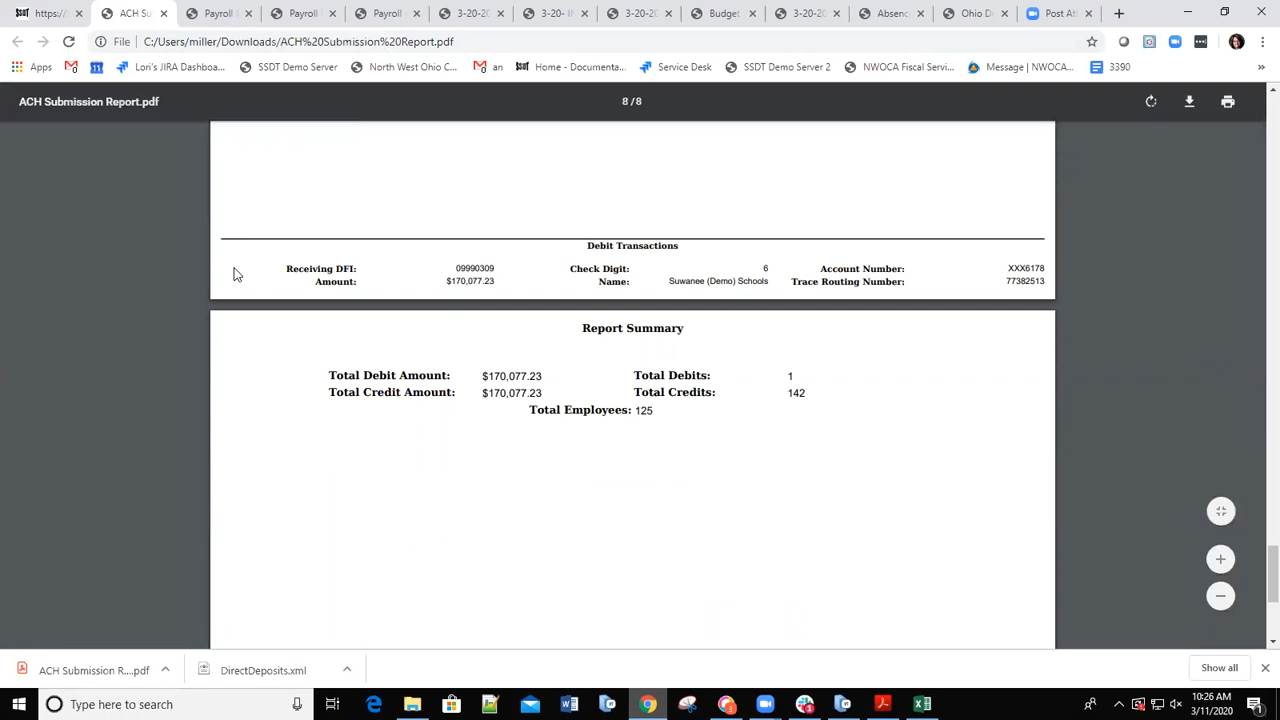 https://
ACH Su
Payroll
Payroll
Payroll
3-20-20
3-20-
3-20-20
Budget
3-20-20
Absenc
Ohio D
Post At
File
C:/Users/miller/Downloads/ACH%20Submission%20Report.pdf
Apps
Lori's JIRA Dashboa...
SSDT Demo Server
North West Ohio C...
an
Home - Documenta...
Service Desk
SSDT Demo Server 2
NWOCA Fiscal Servi...
Message | NWOCA...
3390
»
ACH Submission Report.pdf
8 / 8
Debit Transactions
Receiving DFI: 09990309 Check Digit: 6 Account Number: XXX6178
Amount: $170,077.23 Name: Suwanee (Demo) Schools Trace Routing Number: 77382513
Report Summary
Total Debit Amount: $170,077.23 Total Debits: 1
Total Credit Amount: $170,077.23 Total Credits: 142
Total Employees: 125
ACH Submission R....pdf
DirectDeposits.xml
Show all
Type here to search
10:26 AM
3/11/2020